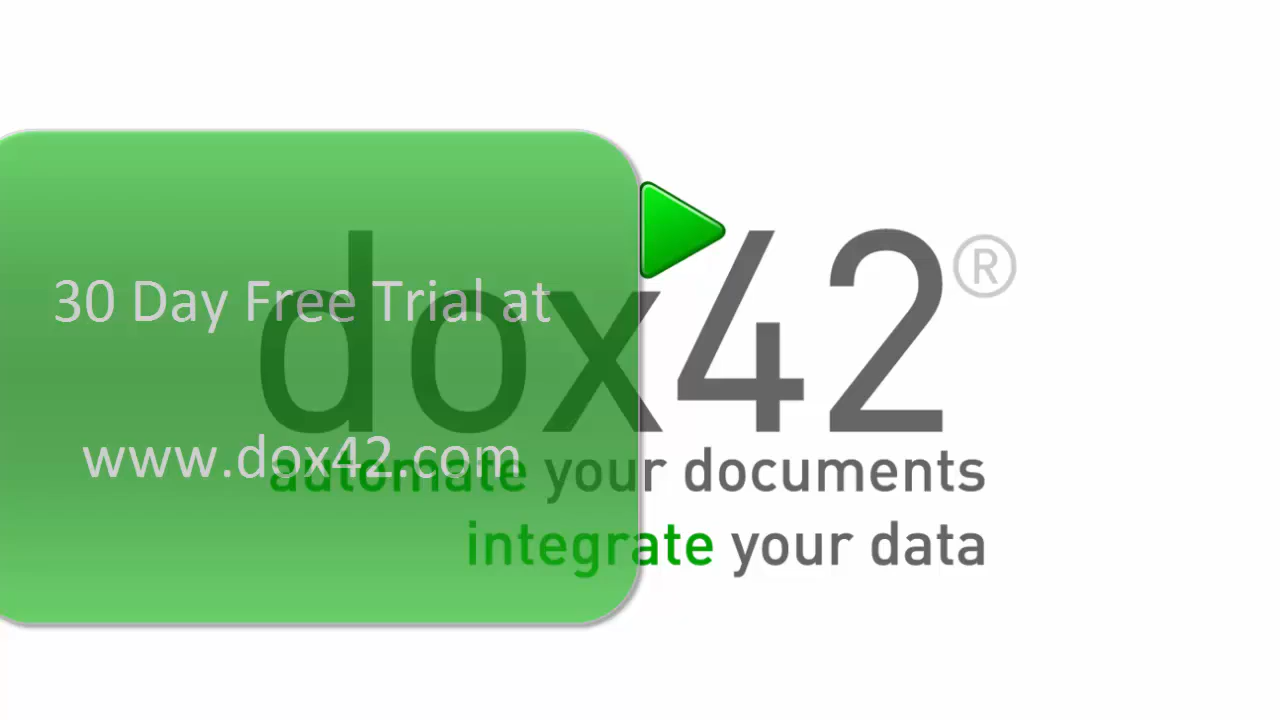 30 Day Free Trial at
www.dox42.com
dox42®
automate your documents
integrate your data